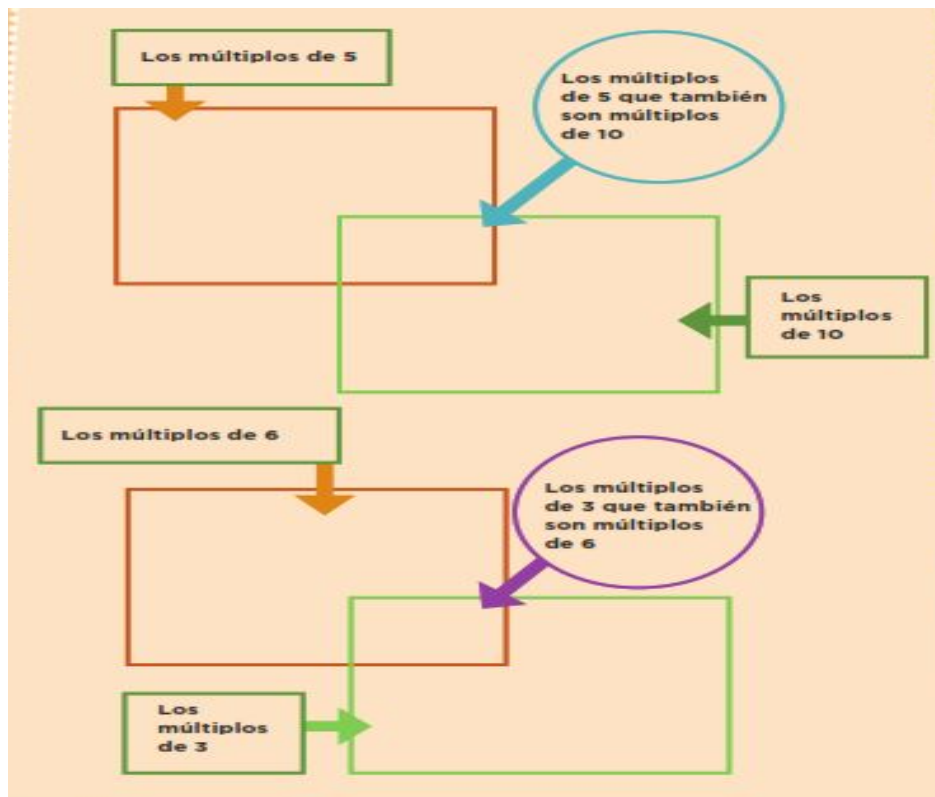 Los múltiplos de 5
Los múltiplos
de 5 que también
son múltiplos
de 10
Los
múltiplos
de 10
Los múltiplos de 6
Los múltiplos
de 3 que también
son múltiplos
de 6
Los
múltiplos
de 3